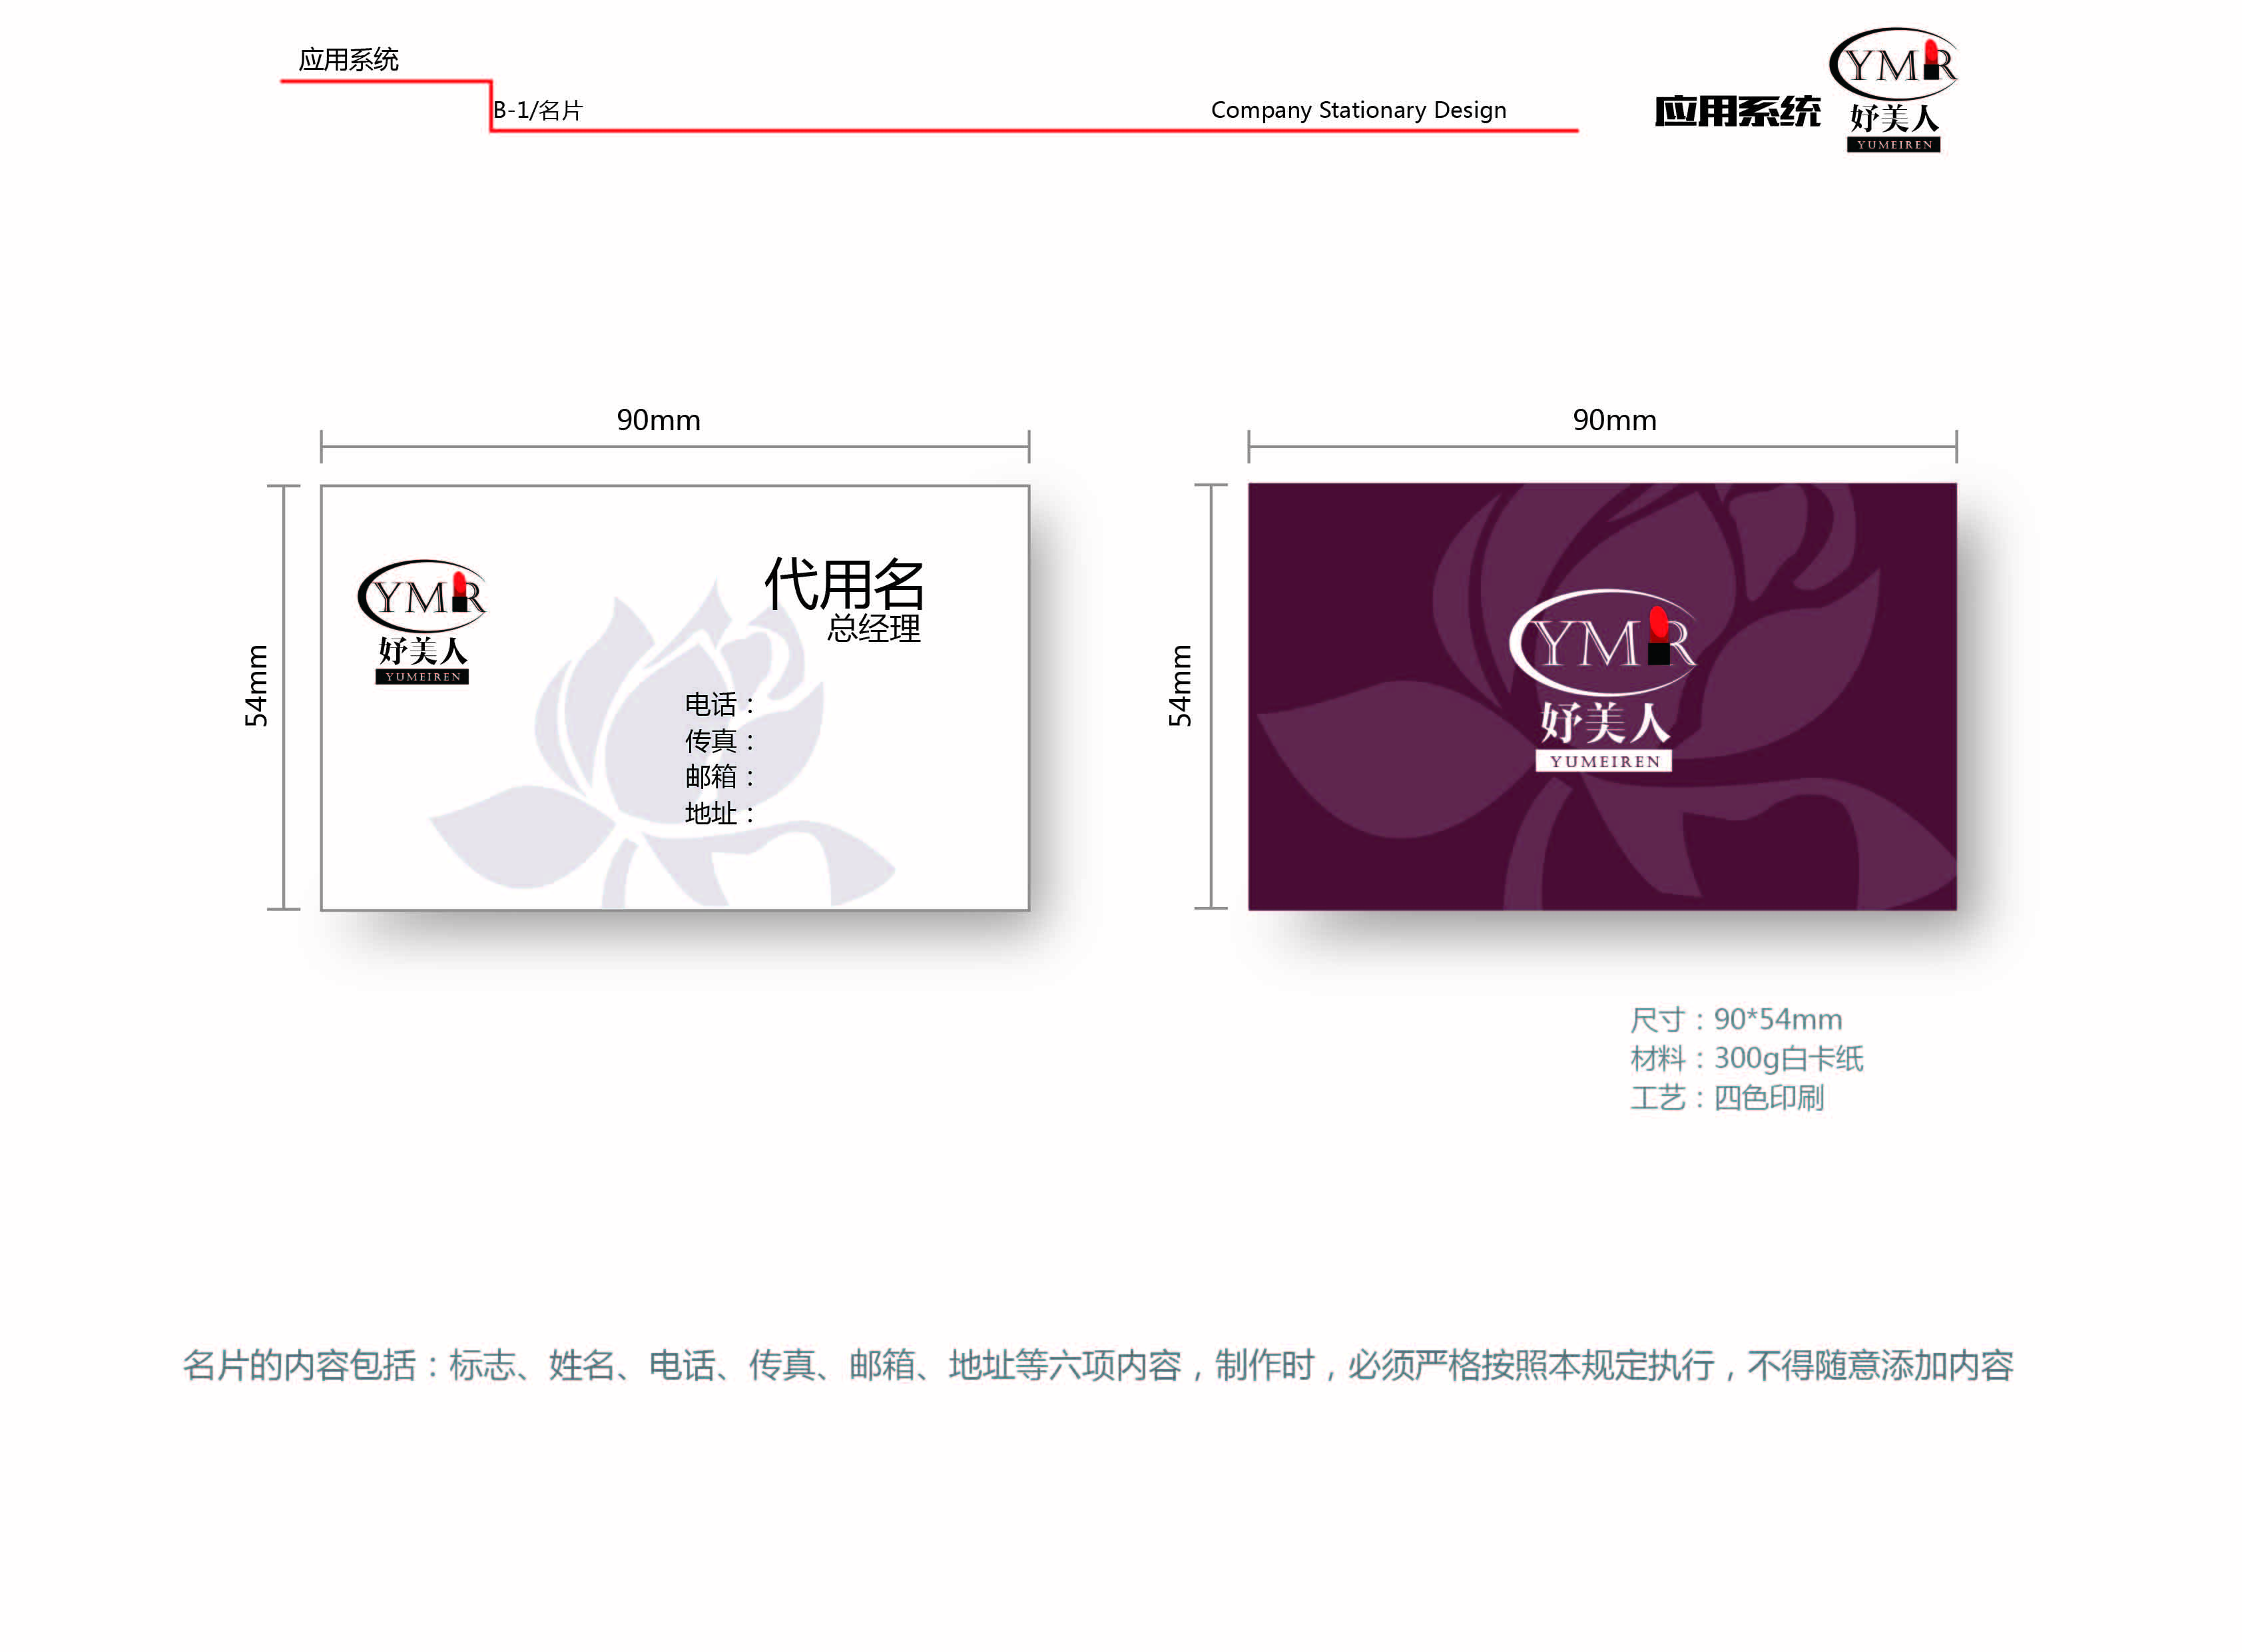 应用系统
B-1/名片
Company Stationary Design
应用系统
YMR
妤美人
YUMEIREN
90mm
90mm
54mm
YMR
妤美人
YUMEIREN
代用名
总经理
电话：
传真：
邮箱：
地址：
54mm
YMR
妤美人
YUMEIREN
尺寸：90*54mm
材料：300g白卡纸
工艺：四色印刷
名片的内容包括：标志、姓名、电话、传真、邮箱、地址等六项内容，制作时，必须严格按照本规定执行，不得随意添加内容